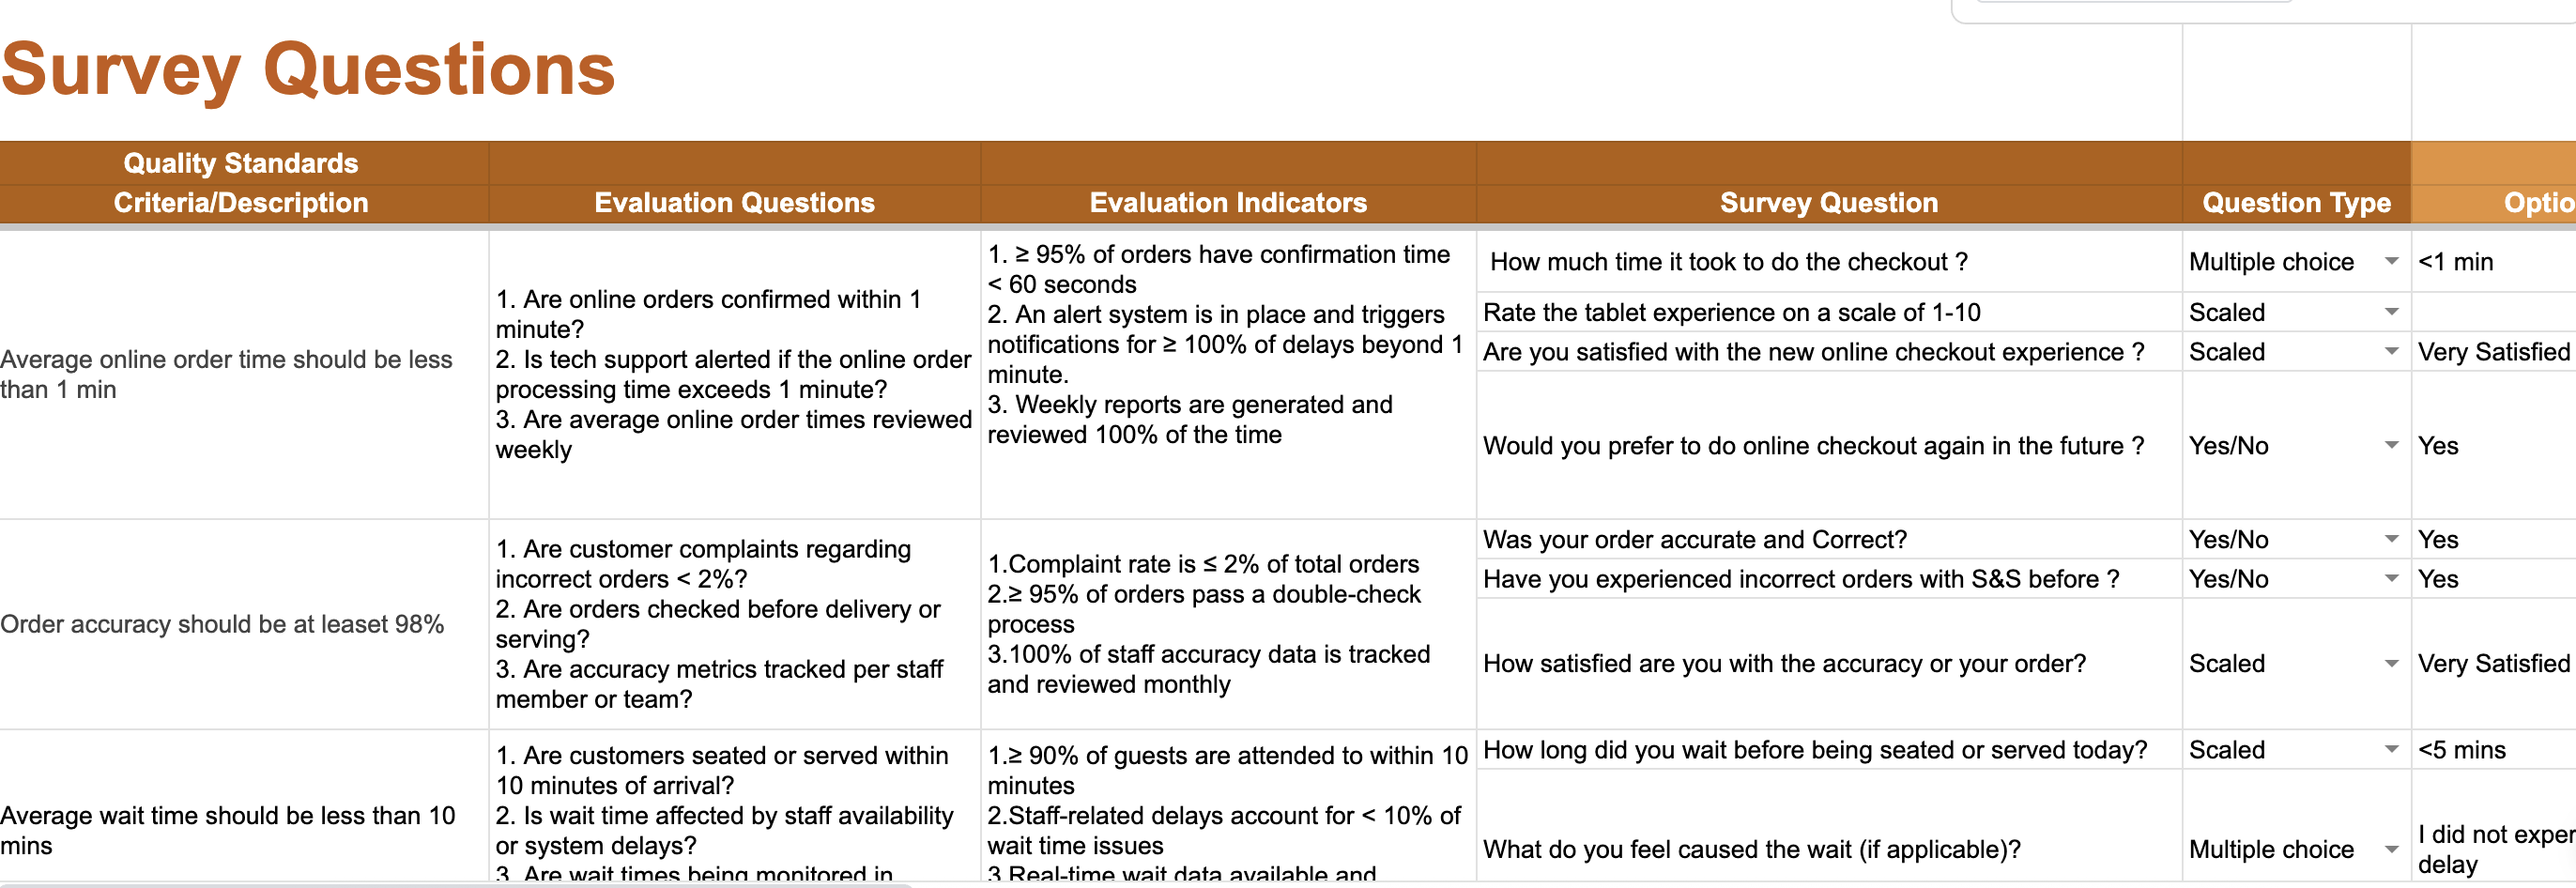 Survey Questions
Quality Standards
Criteria/Description
Evaluation Questions
Evaluation Indicators
Survey Question
Question Type
Optio
Average online order time should be less
than 1 min
1. Are online orders confirmed within 1
minute?
2. Is tech support alerted if the online order
processing time exceeds 1 minute?
3. Are average online order times reviewed
weekly
1. ≥ 95% of orders have confirmation time
< 60 seconds
2. An alert system is in place and triggers
notifications for ≥ 100% of delays beyond 1
minute.
3. Weekly reports are generated and
reviewed 100% of the time
How much time it took to do the checkout ?
Multiple choice
<1 min
Rate the tablet experience on a scale of 1-10
Scaled
Are you satisfied with the new online checkout experience ?
Scaled
Very Satisfied
Would you prefer to do online checkout again in the future ?
Yes/No
Yes
Order accuracy should be at leaset 98%
1. Are customer complaints regarding
incorrect orders < 2%?
2. Are orders checked before delivery or
serving?
3. Are accuracy metrics tracked per staff
member or team?
1.Complaint rate is ≤ 2% of total orders
2.≥ 95% of orders pass a double-check
process
3.100% of staff accuracy data is tracked
and reviewed monthly
Was your order accurate and Correct?
Yes/No
Yes
Have you experienced incorrect orders with S&S before ?
Yes/No
Yes
How satisfied are you with the accuracy or your order?
Scaled
Very Satisfied
Average wait time should be less than 10
mins
1. Are customers seated or served within
10 minutes of arrival?
2. Is wait time affected by staff availability
or system delays?
3. Are wait times being monitored in
1.≥ 90% of guests are attended to within 10
minutes
2.Staff-related delays account for < 10% of
wait time issues
3.Real-time wait data available and
How long did you wait before being seated or served today?
Scaled
<5 mins
What do you feel caused the wait (if applicable)?
Multiple choice
I did not exper
delay